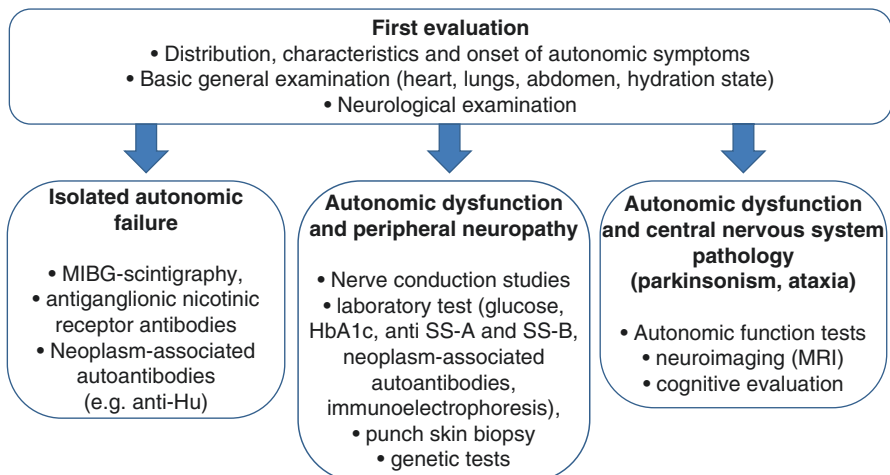 First evaluation
• Distribution, characteristics and onset of autonomic symptoms
• Basic general examination (heart, lungs, abdomen, hydration state)
• Neurological examination
Isolated autonomic
failure
• MIBG-scintigraphy,
• antiganglionic nicotinic
receptor antibodies
• Neoplasm-associated
autoantibodies
(e.g. anti-Hu)
Autonomic dysfunction
and peripheral neuropathy
• Nerve conduction studies
• laboratory test (glucose,
HbA1c, anti SS-A and SS-B,
neoplasm-associated
autoantibodies,
immunoelectrophoresis),
• punch skin biopsy
• genetic tests
Autonomic dysfunction
and central nervous system
pathology
(parkinsonism, ataxia)
• Autonomic function tests
• neuroimaging (MRI)
• cognitive evaluation